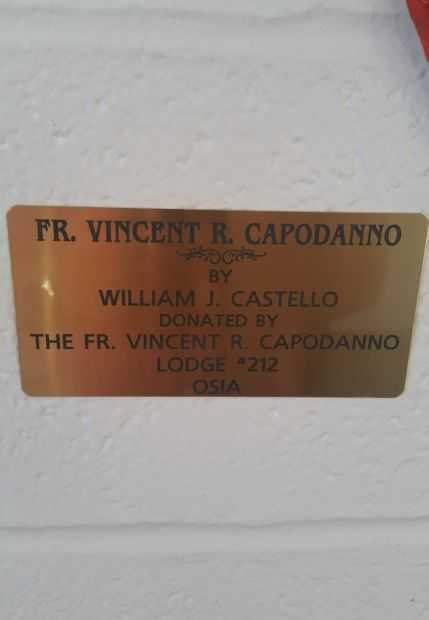 FR. VINCENT R. CAPODANNO
BY
WILLIAM J. CASTELLO
DONATED BY
THE FR. VINCENT R. CAPODANNO
LODGE #212
OSIA